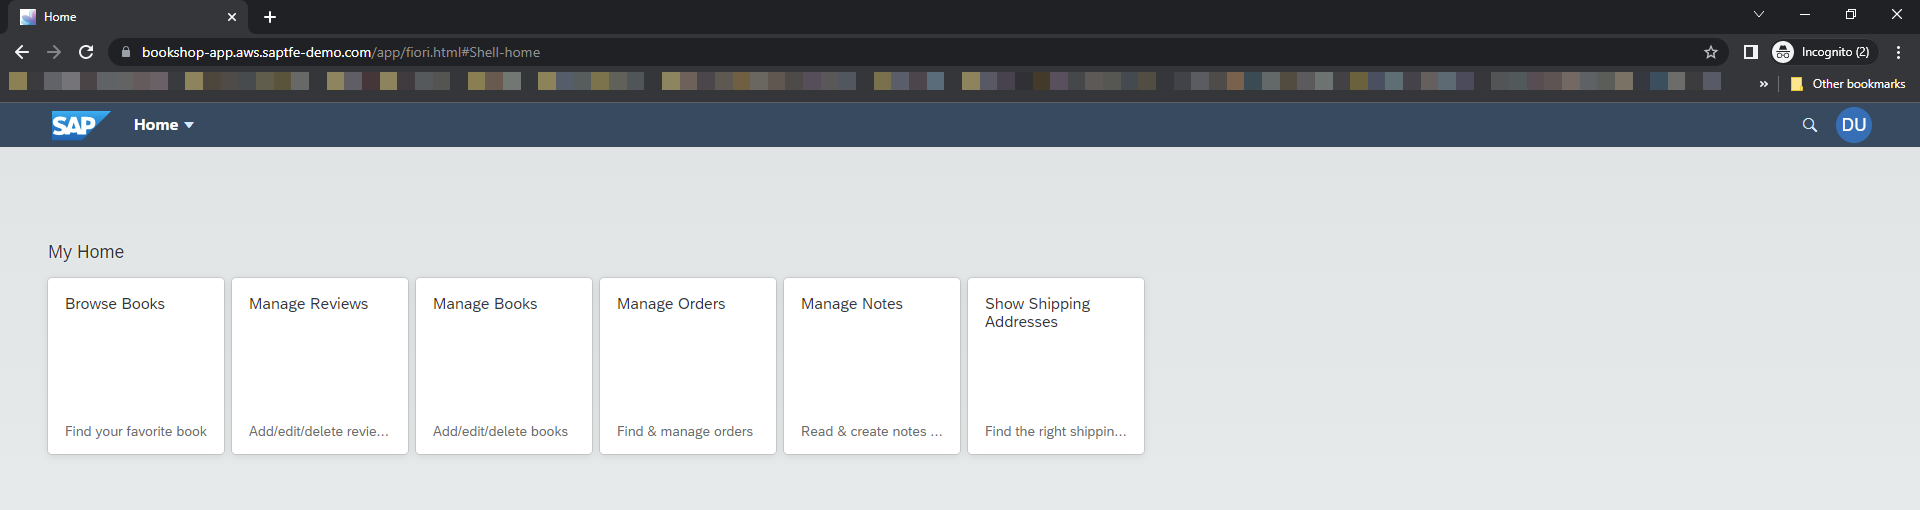 Home
bookshop-app.aws.saptfe-demo.com/app/fiori.html#Shell-home
Incognito (2)
»
Other bookmarks
SAP
Home
DU
My Home
Browse Books
Manage Reviews
Manage Books
Manage Orders
Manage Notes
Show Shipping
Addresses
Find your favorite book
Add/edit/delete revie...
Add/edit/delete books
Find & manage orders
Read & create notes ...
Find the right shippin...